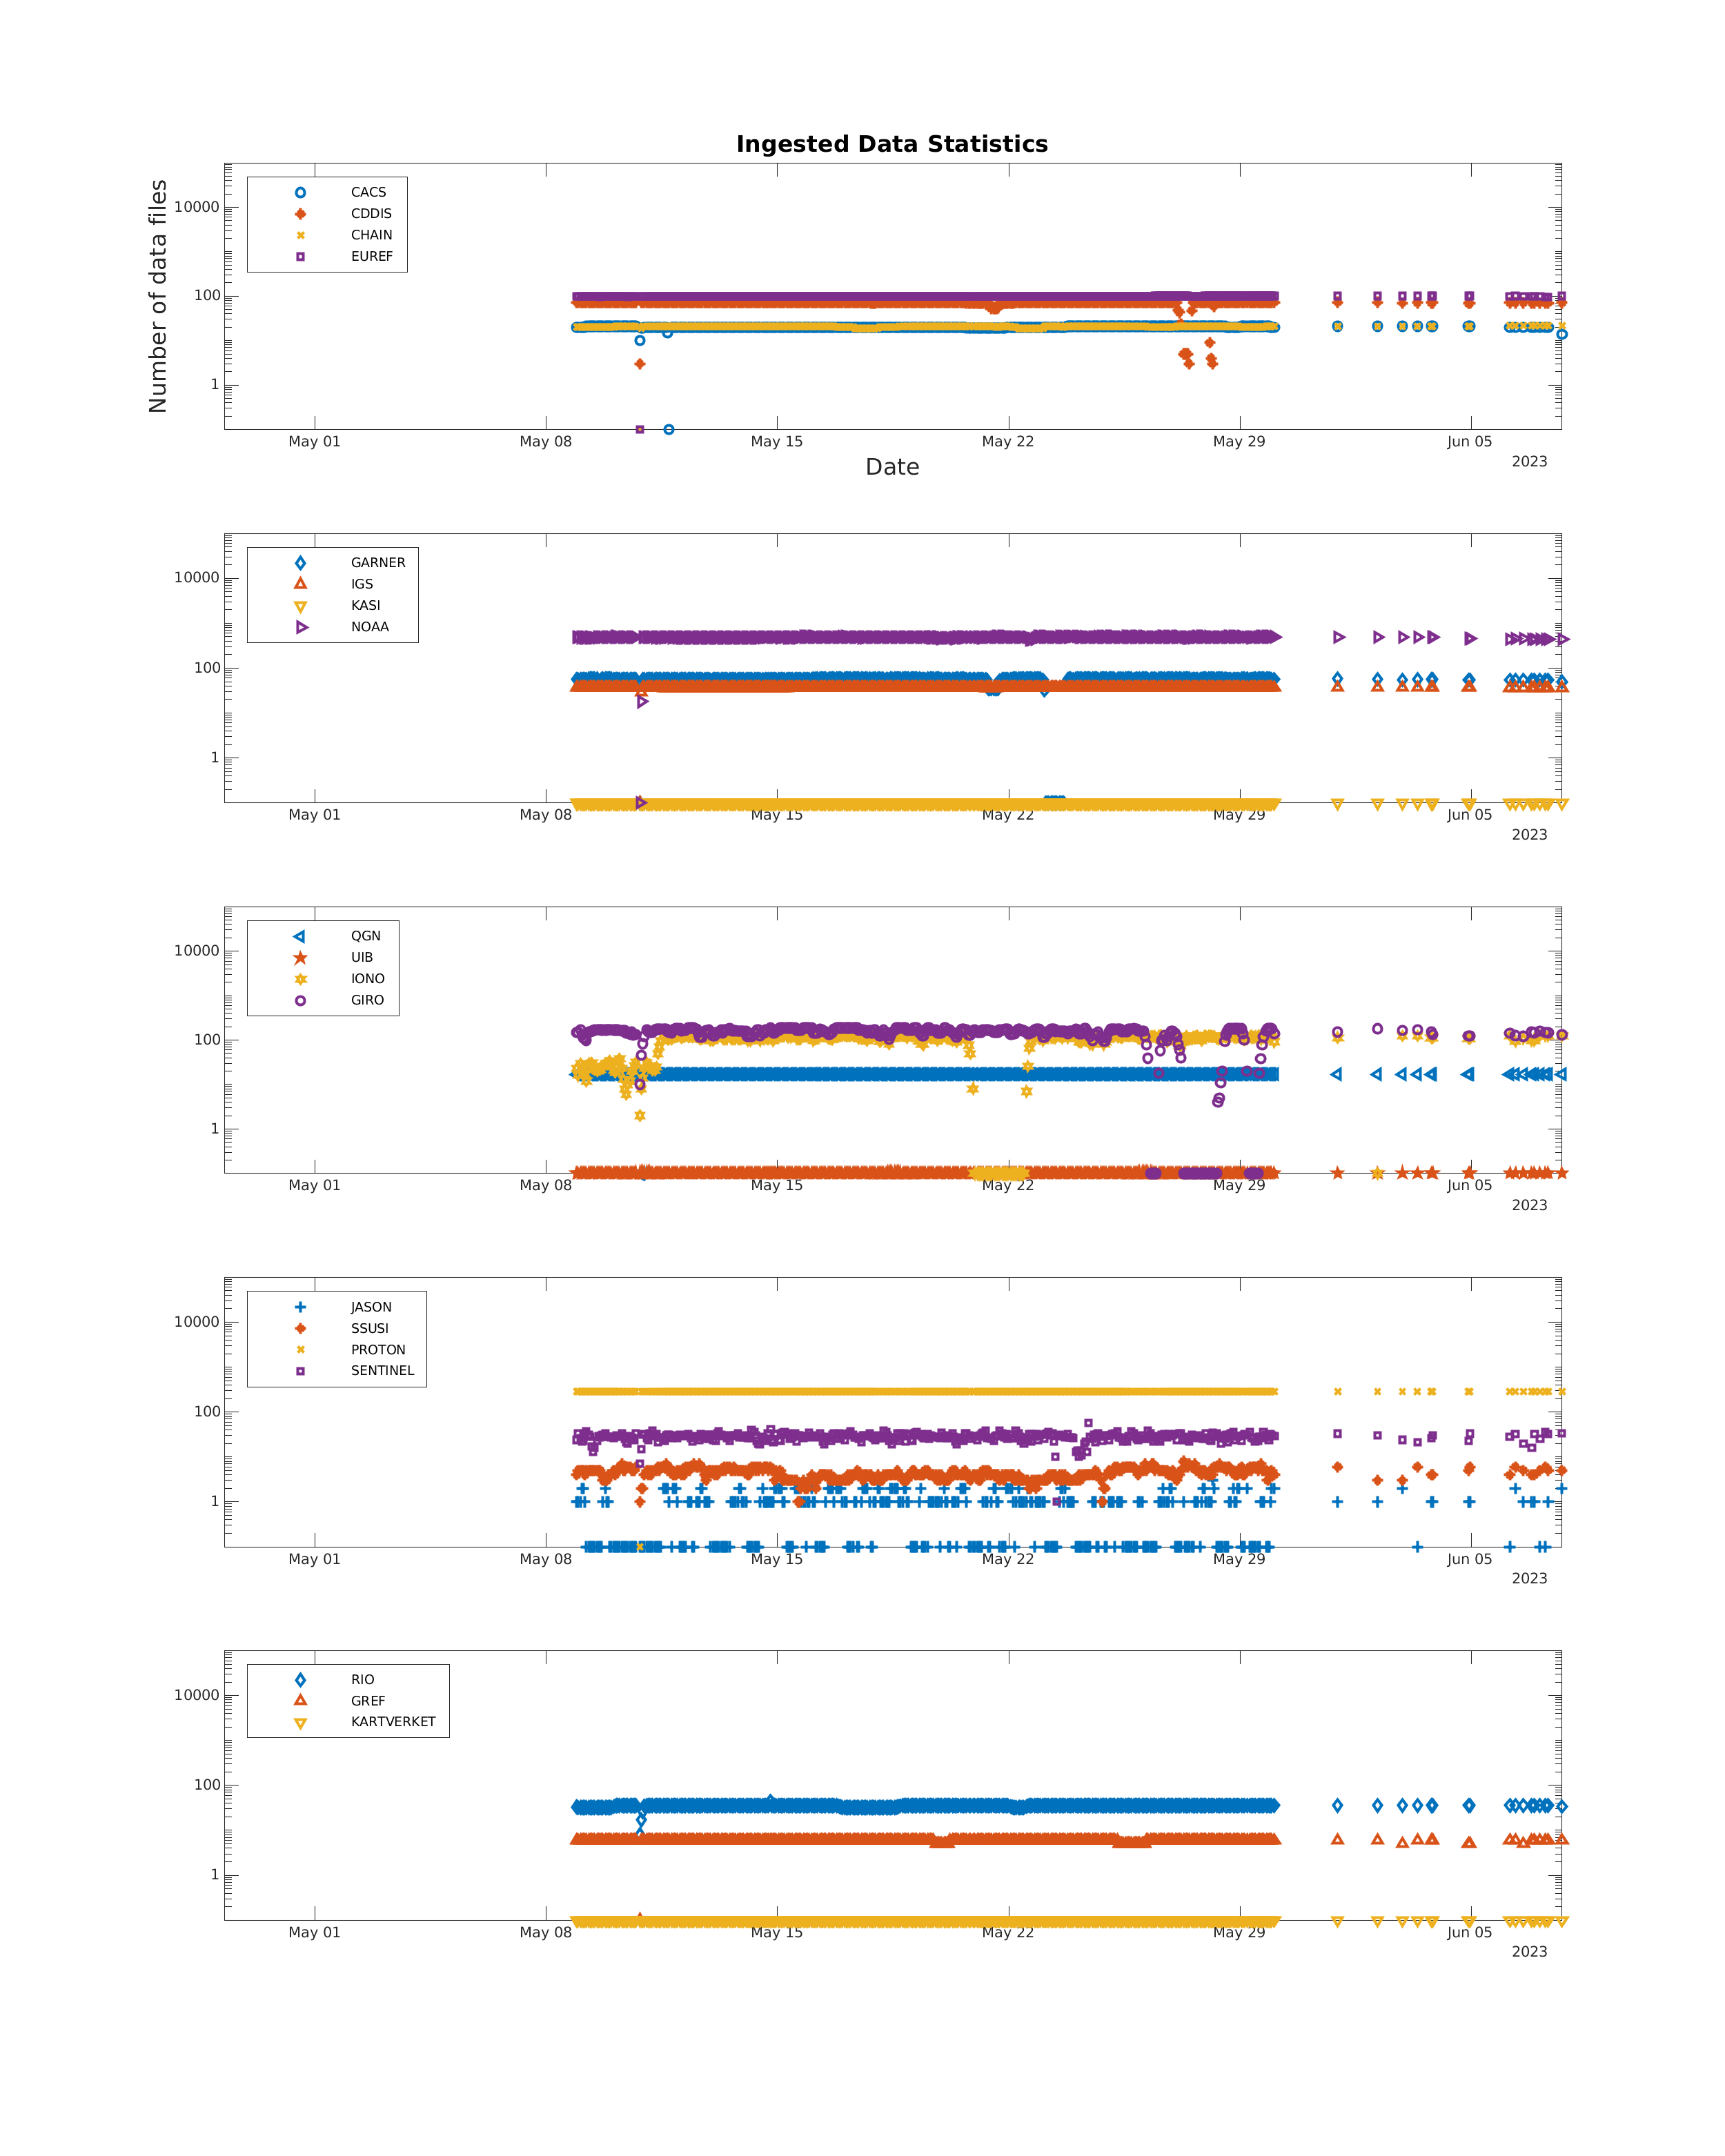 Ingested Data Statistics
Number of data files
10000
100
1
CACS
CDDIS
CHAIN
EUREF
May 01 May 08 May 15 May 22 May 29 Jun 05
2023
Date
10000
100
1
GARNER
IGS
KASI
NOAA
May 01 May 08 May 15 May 22 May 29 Jun 05
2023
10000
100
1
QGN
UIB
IONO
GIRO
May 01 May 08 May 15 May 22 May 29 Jun 05
2023
10000
100
1
JASON
SSUSI
PROTON
SENTINEL
May 01 May 08 May 15 May 22 May 29 Jun 05
2023
10000
100
1
RIO
GREF
KARTVERKET
May 01 May 08 May 15 May 22 May 29 Jun 05
2023